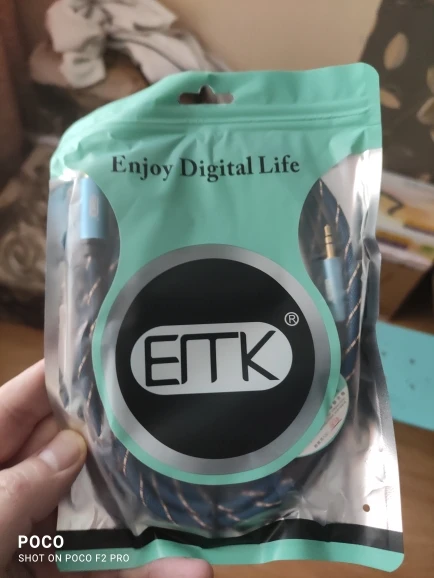 Enjoy Digital Life
EMK®
POCO
SHOT ON POCO F2 PRO